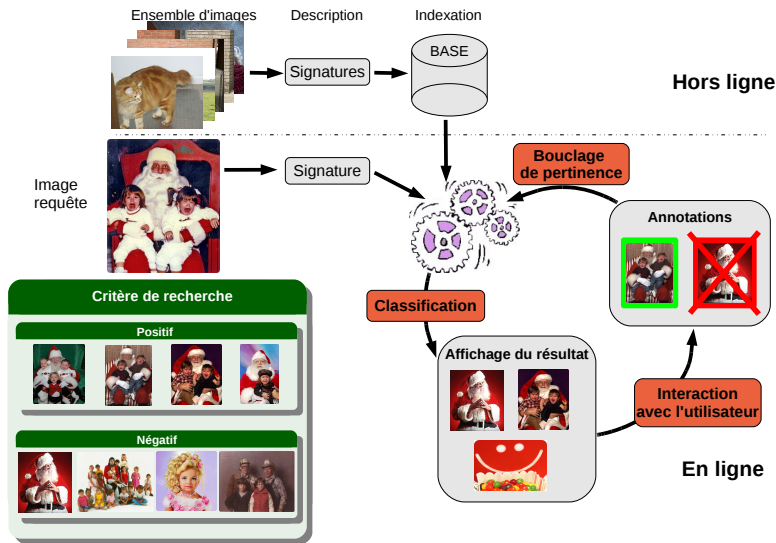 Ensemble d'images
Description
Indexation
Signatures
BASE
Hors ligne
Image
requête
Signature
Bouclage
de pertinence
Annotations
Critère de recherche
Positif
Négatif
Classification
Affichage du résultat
Interaction
avec l'utilisateur
En ligne